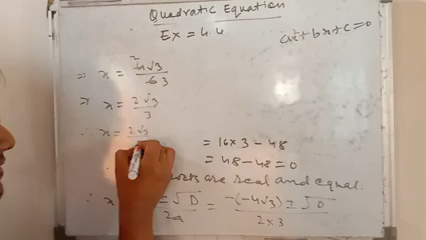 Quadratic Equation
Ex = 4.4
ax²+bx+c=0
⇒ x = 4√3 / 6 3
⇒ x = 2√3 / 3
∴ x = 2√3
= 16×3 - 48
= 48 - 48 = 0
are real and equal.
∴ x ± √D / 2a = -(-4√3) ± √0 / 2×3